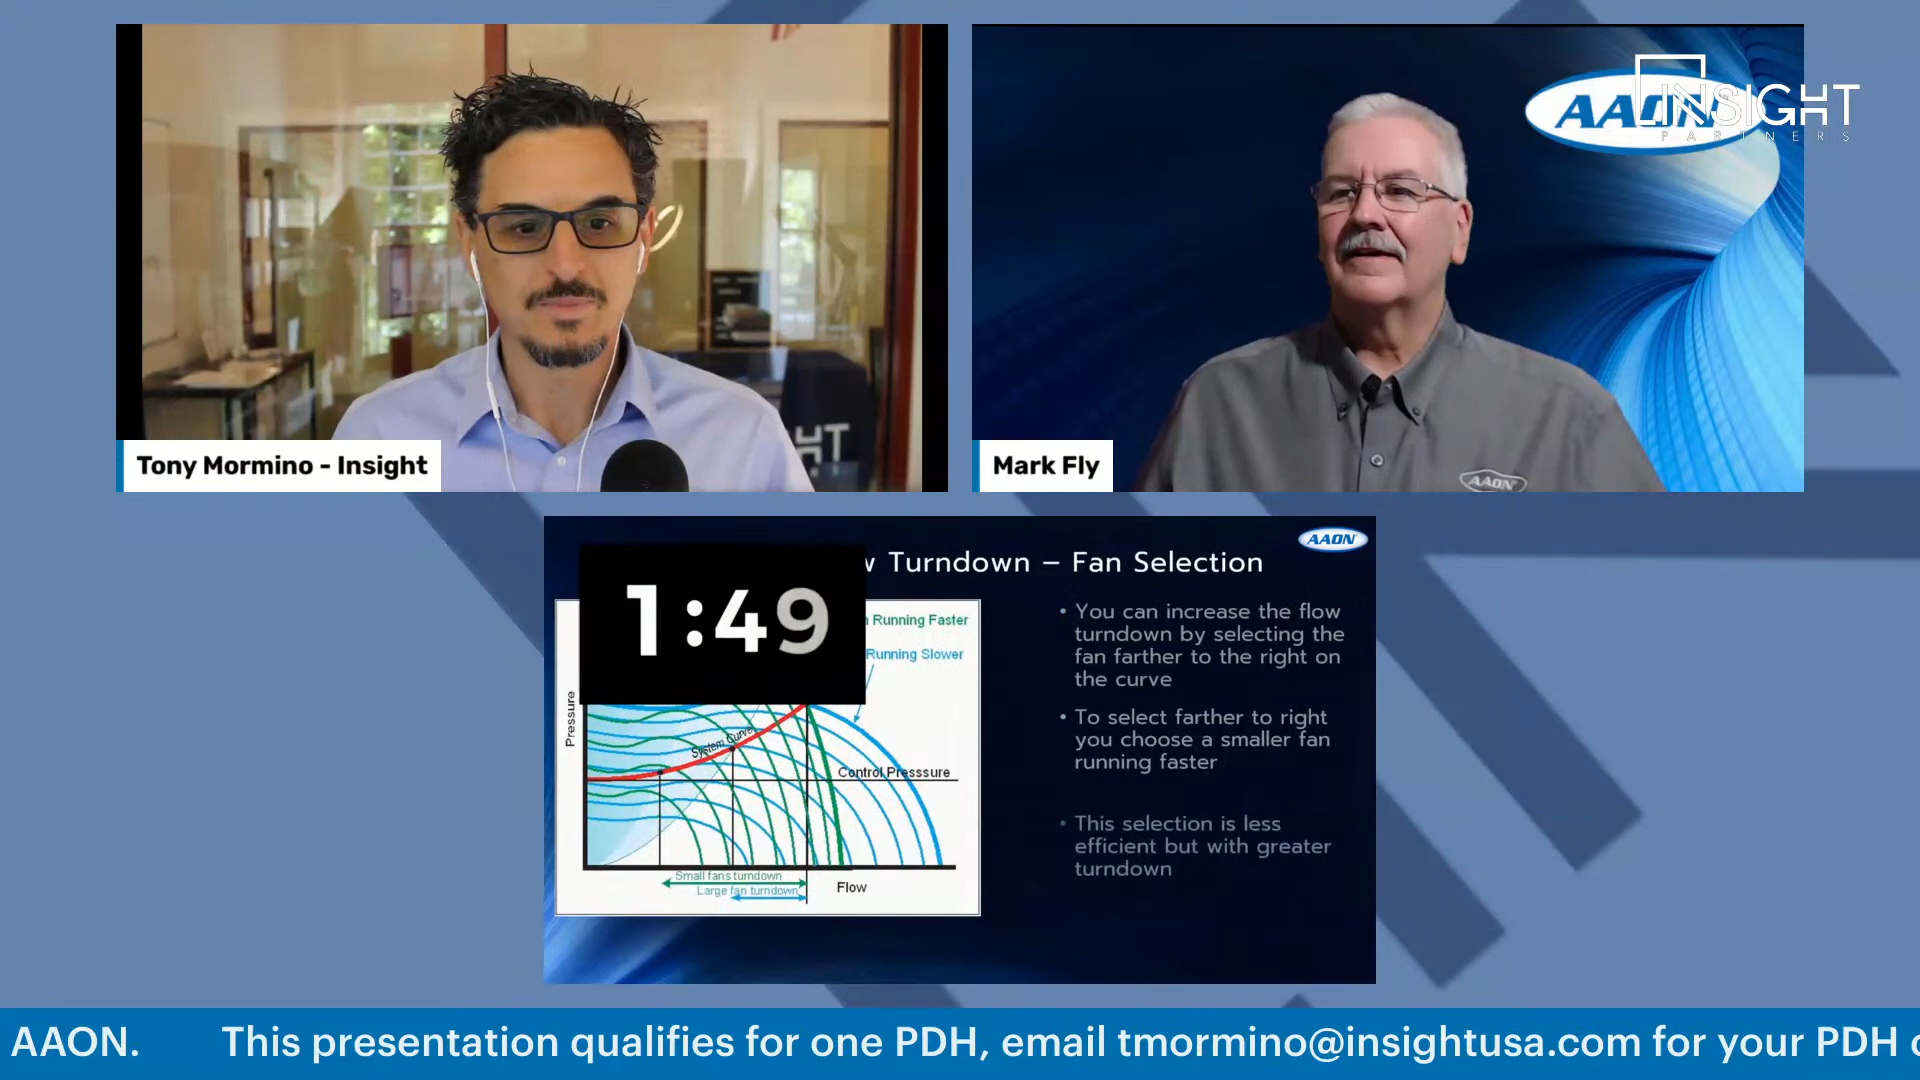 AAON
INSIGHT
PARTNERS
HT
AAON
Tony Mormino - Insight
Mark Fly
AAON
Turndown – Fan Selection
1:49
Running Faster
Running Slower
Pressure
System Curve
Control Presssure
Small fans turndown
Large fan turndown
Flow
• You can increase the flow
turndown by selecting the
fan farther to the right on
the curve
• To select farther to right
you choose a smaller fan
running faster
• This selection is less
efficient but with greater
turndown
AAON. This presentation qualifies for one PDH, email tmormino@insightusa.com for your PDH